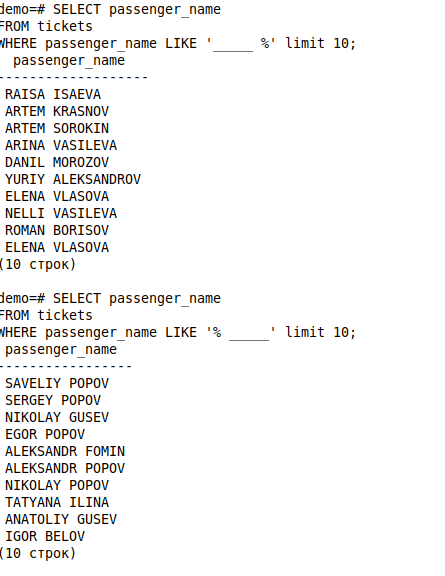 demo=# SELECT passenger_name
FROM tickets
WHERE passenger_name LIKE '_____ %' limit 10;
passenger_name
-------------------
RAISA ISAEVA
ARTEM KRASNOV
ARTEM SOROKIN
ARINA VASILEVA
DANIL MOROZOV
YURIY ALEKSANDROV
ELENA VLASOVA
NELLI VASILEVA
ROMAN BORISOV
ELENA VLASOVA
(10 строк)
demo=# SELECT passenger_name
FROM tickets
WHERE passenger_name LIKE '% _____' limit 10;
passenger_name
-----------------
SAVELIY POPOV
SERGEY POPOV
NIKOLAY GUSEV
EGOR POPOV
ALEKSANDR FOMIN
ALEKSANDR POPOV
NIKOLAY POPOV
TATYANA ILINA
ANATOLIY GUSEV
IGOR BELOV
(10 строк)